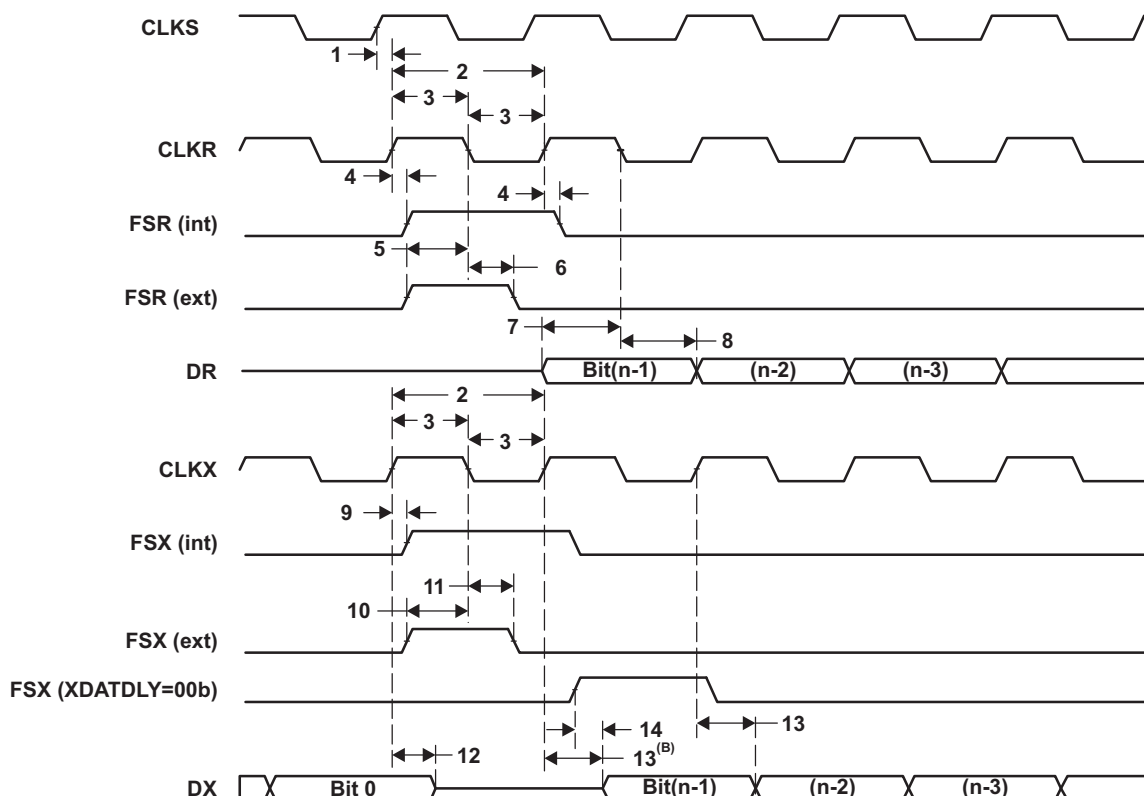 CLKS
1
2
3
3
CLKR
4
4
FSR (int)
5
6
FSR (ext)
7
8
DR Bit(n-1) (n-2) (n-3)
2
3
3
CLKX
9
FSX (int)
11
10
FSX (ext)
FSX (XDATDLY=00b)
14
13
12
13(B)
DX Bit 0 Bit(n-1) (n-2) (n-3)